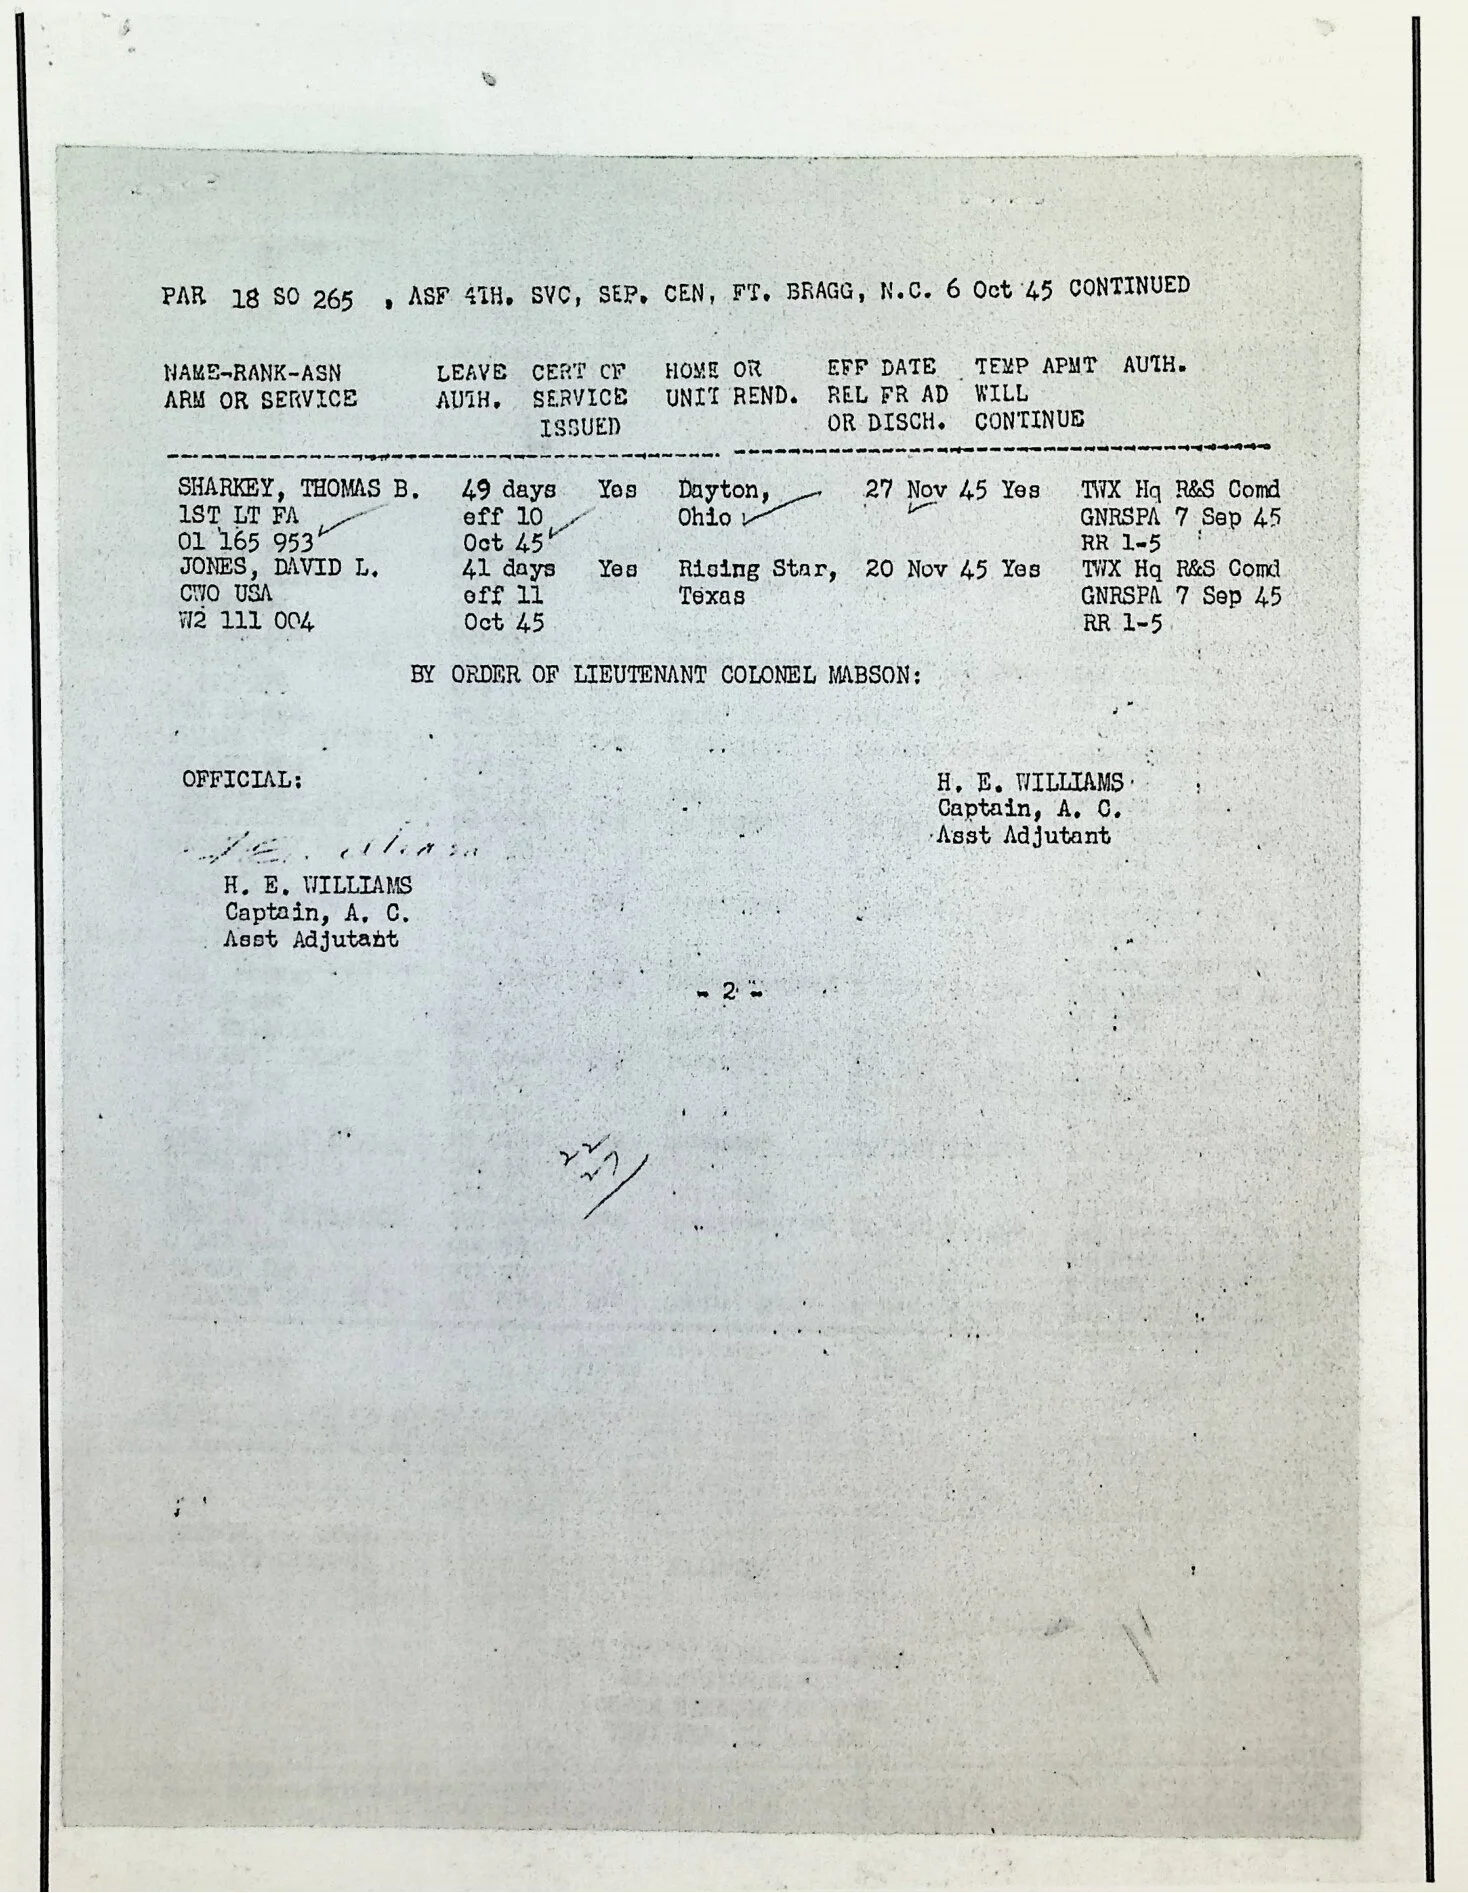 PAR 18 SO 265 , ASF 4TH. SVC, SEP. CEN, FT. BRAGG, N.C. 6 Oct 45 CONTINUED
NAME-RANK-ASN LEAVE CERT OF HOME OR EFF DATE TEMP APMT AUTH.
ARM OR SERVICE AUTH. SERVICE UNIT REND. REL FR AD WILL
ISSUED OR DISCH. CONTINUE
SHARKEY, THOMAS B. 49 days Yes Dayton, 27 Nov 45 Yes TWX Hq R&S Comd
1ST LT FA eff 10 Ohio GNRSPA 7 Sep 45
01 165 953 Oct 45 RR 1-5
JONES, DAVID L. 41 days Yes Rising Star, 20 Nov 45 Yes TWX Hq R&S Comd
CWO USA eff 11 Texas GNRSPA 7 Sep 45
W2 111 004 Oct 45 RR 1-5
BY ORDER OF LIEUTENANT COLONEL MABSON:
OFFICIAL: H. E. WILLIAMS
Captain, A. C.
Asst Adjutant
H. E. WILLIAMS
Captain, A. C.
Asst Adjutant
- 2 -
22
27